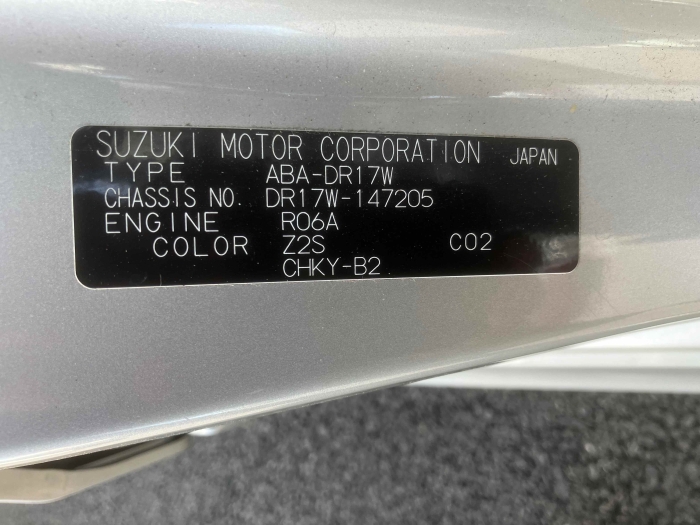 SUZUKI MOTOR CORPORATION JAPAN
TYPE ABA-DR17W
CHASSIS NO. DR17W-147205
ENGINE R06A
COLOR Z2S C02
CHKY-B2